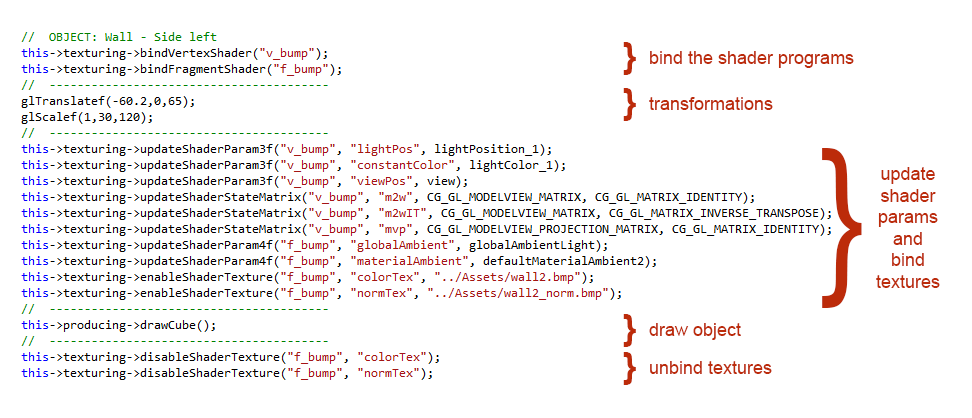 //  OBJECT: Wall - Side left
this->texturing->bindVertexShader("v_bump");
this->texturing->bindFragmentShader("f_bump");
bind the shader programs
//  ------------------------------------
glTranslatef(-60.2,0,65);
glScalef(1,30,120);
transformations
//  ------------------------------------
this->texturing->updateShaderParam3f("v_bump", "lightPos", lightPosition_1);
this->texturing->updateShaderParam3f("v_bump", "constantColor", lightColor_1);
this->texturing->updateShaderParam3f("v_bump", "viewPos", view);
this->texturing->updateShaderStateMatrix("v_bump", "m2w", CG_GL_MODELVIEW_MATRIX, CG_GL_MATRIX_IDENTITY);
this->texturing->updateShaderStateMatrix("v_bump", "m2wIT", CG_GL_MODELVIEW_MATRIX, CG_GL_MATRIX_INVERSE_TRANSPOSE);
this->texturing->updateShaderStateMatrix("v_bump", "mvp", CG_GL_MODELVIEW_PROJECTION_MATRIX, CG_GL_MATRIX_IDENTITY);
this->texturing->updateShaderParam4f("f_bump", "globalAmbient", globalAmbientLight);
this->texturing->updateShaderParam4f("f_bump", "materialAmbient", defaultMaterialAmbient2);
this->texturing->enableShaderTexture("f_bump", "colorTex", "../Assets/wall2.bmp");
this->texturing->enableShaderTexture("f_bump", "normTex", "../Assets/wall2_norm.bmp");
update
shader
params
and
bind
textures
//  ------------------------------------
this->producing->drawCube();
draw object
//  ------------------------------------
this->texturing->disableShaderTexture("f_bump", "colorTex");
this->texturing->disableShaderTexture("f_bump", "normTex");
unbind textures